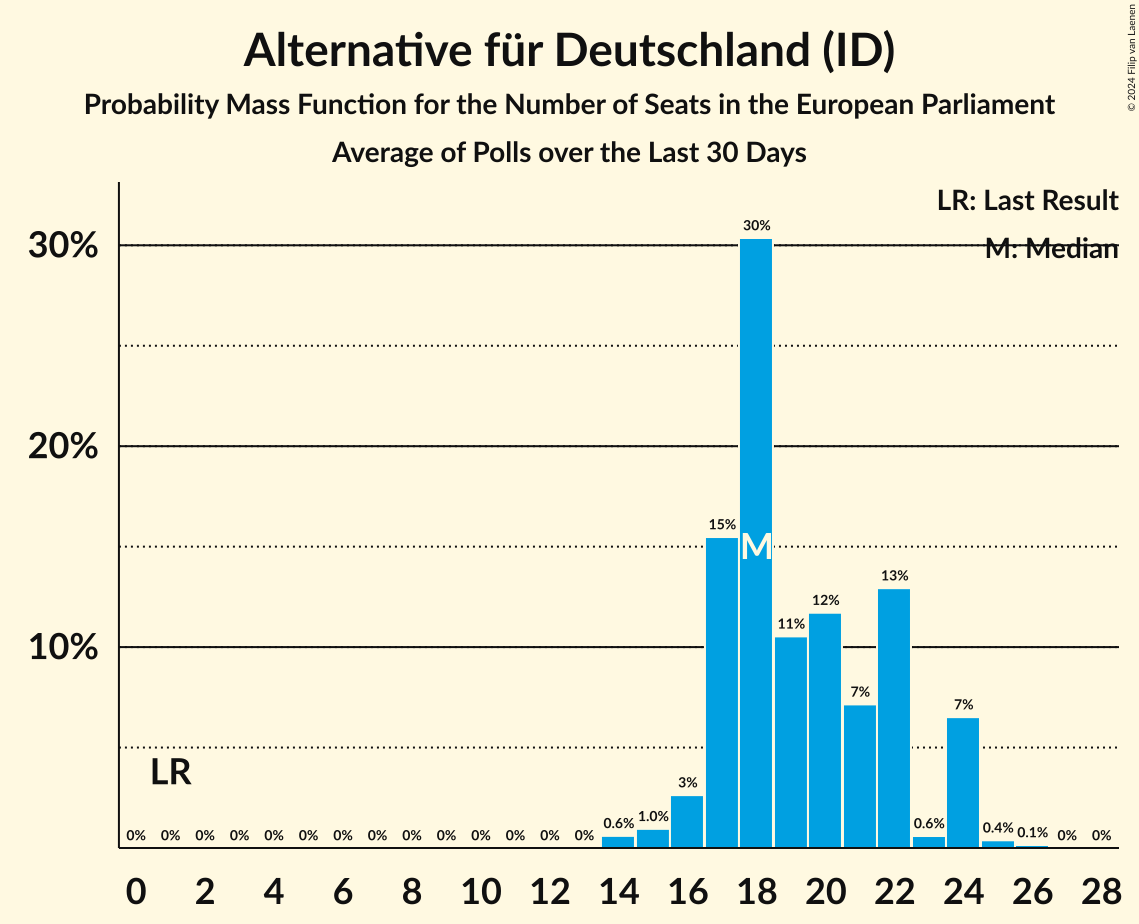 Alternative für Deutschland (ID)
Probability Mass Function for the Number of Seats in the European Parliament
Average of Polls over the Last 30 Days
© 2024 Filip van Laenen
LR: Last Result
M: Median
30%
20%
10%
30%
15%
M
13%
12%
11%
7%
7%
3%
LR
0% 0% 0% 0% 0% 0% 0% 0% 0% 0% 0% 0% 0% 0% 0.6% 1.0% 0.6% 0.4% 0.1% 0% 0%
0 2 4 6 8 10 12 14 16 18 20 22 24 26 28